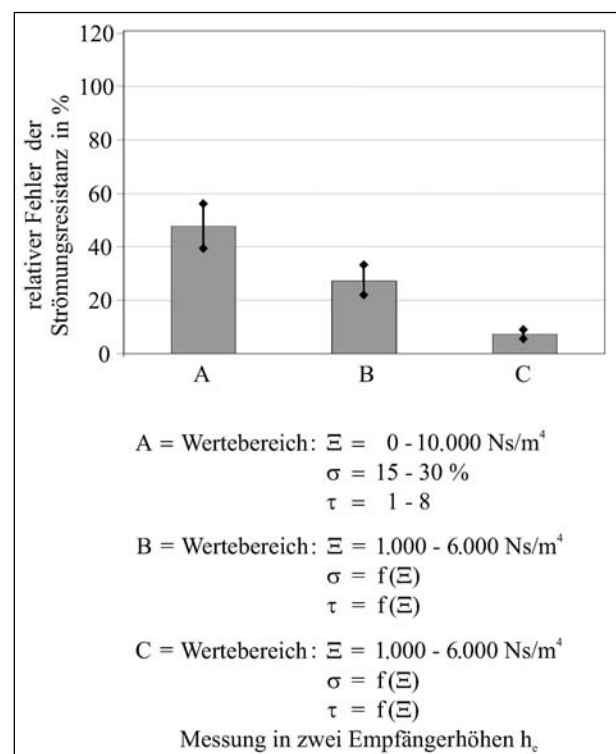 relativer Fehler der
Strömungsresistanz in %
120
100
80
60
40
20
0
A B C
A = Wertebereich: Ξ = 0 - 10.000 Ns/m⁴
σ = 15 - 30 %
τ = 1 - 8
B = Wertebereich: Ξ = 1.000 - 6.000 Ns/m⁴
σ = f(Ξ)
τ = f(Ξ)
C = Wertebereich: Ξ = 1.000 - 6.000 Ns/m⁴
σ = f(Ξ)
τ = f(Ξ)
Messung in zwei Empfängerhöhen hₑ